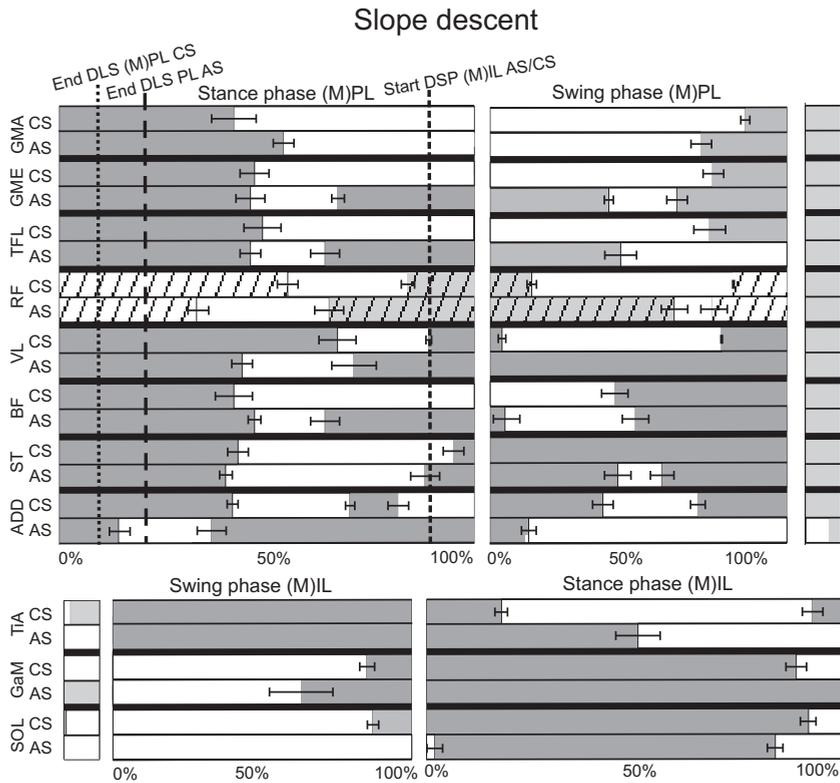 Slope descent
End DLS (M)PL CS
End DLS PL AS
Start DSP (M)IL AS/CS
Stance phase (M)PL
Swing phase (M)PL
GMA CS
AS
GME CS
AS
TFL CS
AS
RF CS
AS
VL CS
AS
BF CS
AS
ST CS
AS
ADD CS
AS
0% 50% 100% 0% 50% 100%
Swing phase (M)IL Stance phase (M)IL
TiA CS
AS
GaM CS
AS
SOL CS
AS
0% 50% 100% 0% 50% 100%